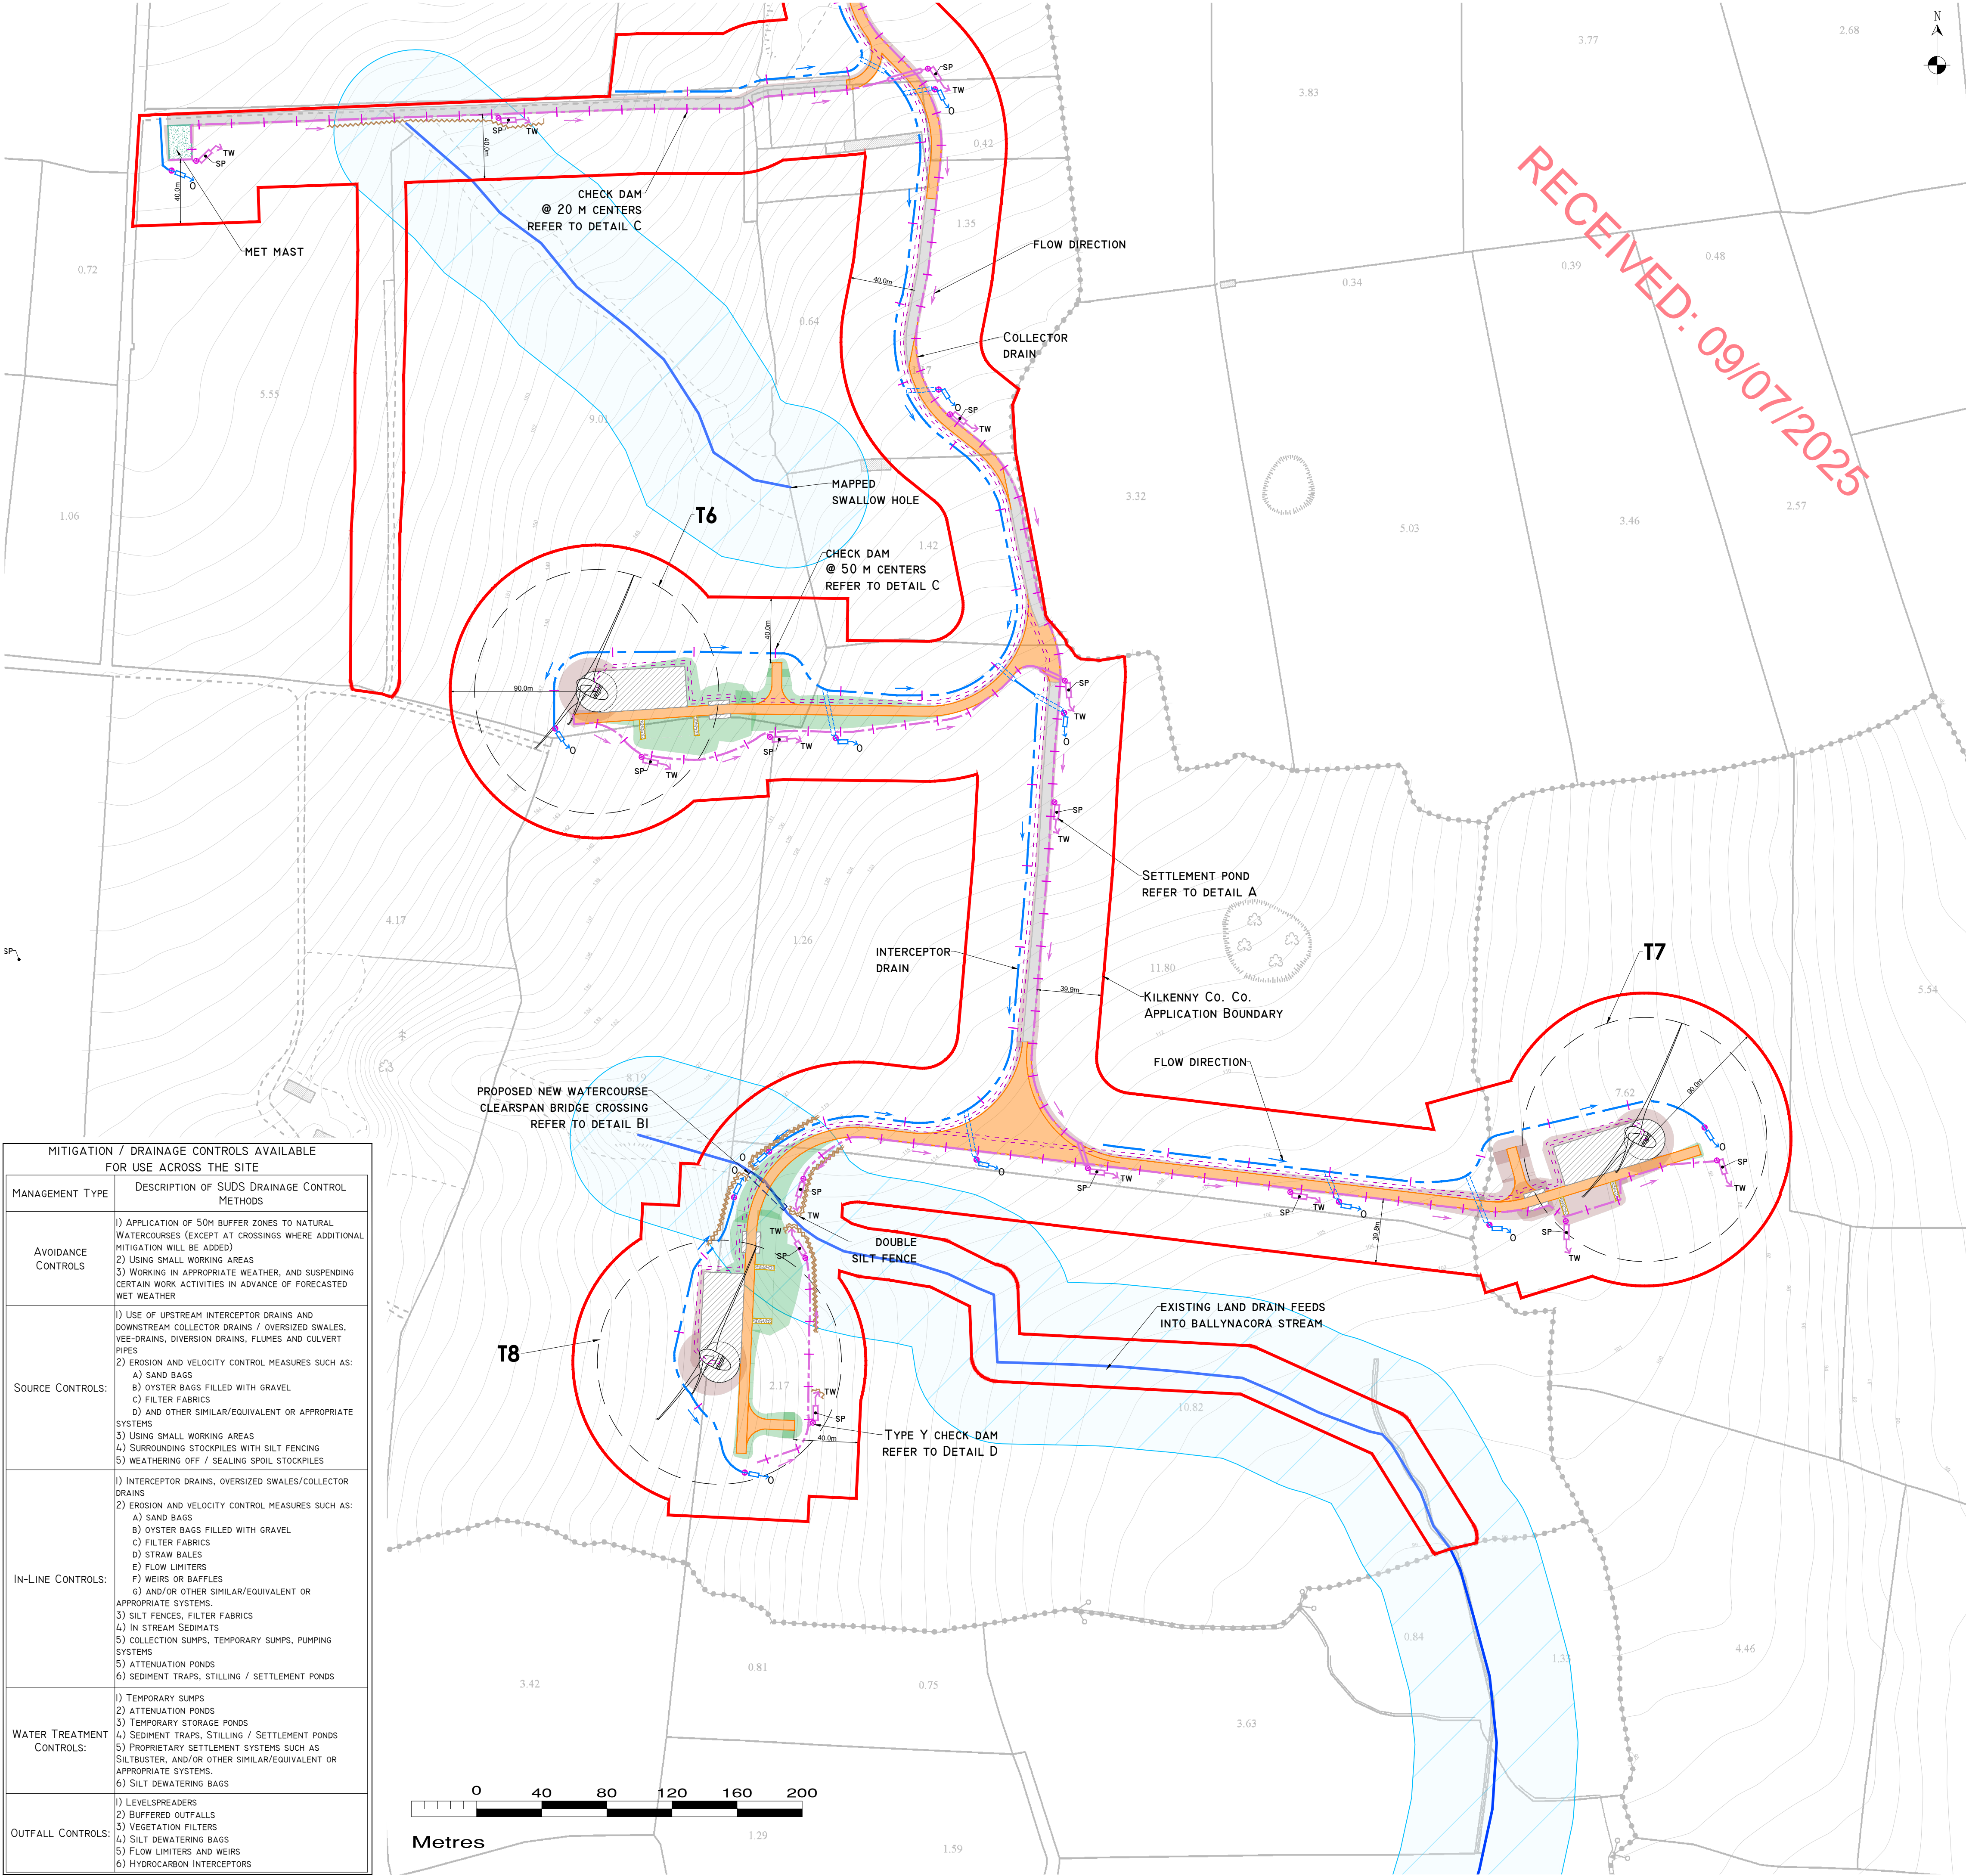 N
2.68
3.77
3.83
SP
TW
O
0.42
SP
TW
TW
SP
O
40.0m
40.0m
CHECK DAM
@ 20 M CENTERS
REFER TO DETAIL C
MET MAST
1.35
FLOW DIRECTION
RECEIVED: 09/07/2025
0.72
0.39
0.48
0.34
40.0m
0.64
COLLECTOR
DRAIN
5.55
9.01
O
SP
TW
MAPPED
SWALLOW HOLE
3.32
5.03
3.46
2.57
1.06
T6
1.42
CHECK DAM
@ 50 M CENTERS
REFER TO DETAIL C
40.0m
90.0m
SP
TW
O
O
SP
TW
SP
TW
O
SP
TW
SETTLEMENT POND
REFER TO DETAIL A
4.17
1.26
SP
INTERCEPTOR
DRAIN
11.80
39.9m
KILKENNY CO. CO.
APPLICATION BOUNDARY
T7
5.54
FLOW DIRECTION
8.19
PROPOSED NEW WATERCOURSE
CLEARSPAN BRIDGE CROSSING
REFER TO DETAIL B1
7.62
90.0m
O
O
O
SP
TW
O
SP
TW
SP
TW
O
39.8m
SP
TW
O
SP
TW
TW
SP
DOUBLE
SILT FENCE
EXISTING LAND DRAIN FEEDS
INTO BALLYNACORA STREAM
T8
2.17
TW
SP
40.0m
TYPE Y CHECK DAM
REFER TO DETAIL D
O
10.82
0.84
1.33
4.46
0.81
0.75
3.42
3.63
1.29
1.59
MITIGATION / DRAINAGE CONTROLS AVAILABLE
FOR USE ACROSS THE SITE
MANAGEMENT TYPE
DESCRIPTION OF SUDS DRAINAGE CONTROL
METHODS
AVOIDANCE
CONTROLS
1) APPLICATION OF 50M BUFFER ZONES TO NATURAL
WATERCOURSES (EXCEPT AT CROSSINGS WHERE ADDITIONAL
MITIGATION WILL BE ADDED)
2) USING SMALL WORKING AREAS
3) WORKING IN APPROPRIATE WEATHER, AND SUSPENDING
CERTAIN WORK ACTIVITIES IN ADVANCE OF FORECASTED
WET WEATHER
SOURCE CONTROLS:
1) USE OF UPSTREAM INTERCEPTOR DRAINS AND
DOWNSTREAM COLLECTOR DRAINS / OVERSIZED SWALES,
VEE-DRAINS, DIVERSION DRAINS, FLUMES AND CULVERT
PIPES
2) EROSION AND VELOCITY CONTROL MEASURES SUCH AS:
A) SAND BAGS
B) OYSTER BAGS FILLED WITH GRAVEL
C) FILTER FABRICS
D) AND OTHER SIMILAR/EQUIVALENT OR APPROPRIATE
SYSTEMS
3) USING SMALL WORKING AREAS
4) SURROUNDING STOCKPILES WITH SILT FENCING
5) WEATHERING OFF / SEALING SPOIL STOCKPILES
IN-LINE CONTROLS:
1) INTERCEPTOR DRAINS, OVERSIZED SWALES/COLLECTOR
DRAINS
2) EROSION AND VELOCITY CONTROL MEASURES SUCH AS:
A) SAND BAGS
B) OYSTER BAGS FILLED WITH GRAVEL
C) FILTER FABRICS
D) STRAW BALES
E) FLOW LIMITERS
F) WEIRS OR BAFFLES
G) AND/OR OTHER SIMILAR/EQUIVALENT OR
APPROPRIATE SYSTEMS.
3) SILT FENCES, FILTER FABRICS
4) IN STREAM SEDIMATS
5) COLLECTION SUMPS, TEMPORARY SUMPS, PUMPING
SYSTEMS
5) ATTENUATION PONDS
6) SEDIMENT TRAPS, STILLING / SETTLEMENT PONDS
WATER TREATMENT
CONTROLS:
1) TEMPORARY SUMPS
2) ATTENUATION PONDS
3) TEMPORARY STORAGE PONDS
4) SEDIMENT TRAPS, STILLING / SETTLEMENT PONDS
5) PROPRIETARY SETTLEMENT SYSTEMS SUCH AS
SILTBUSTER, AND/OR OTHER SIMILAR/EQUIVALENT OR
APPROPRIATE SYSTEMS.
6) SILT DEWATERING BAGS
OUTFALL CONTROLS:
1) LEVELSPREADERS
2) BUFFERED OUTFALLS
3) VEGETATION FILTERS
4) SILT DEWATERING BAGS
5) FLOW LIMITERS AND WEIRS
6) HYDROCARBON INTERCEPTORS
0 40 80 120 160 200
Metres